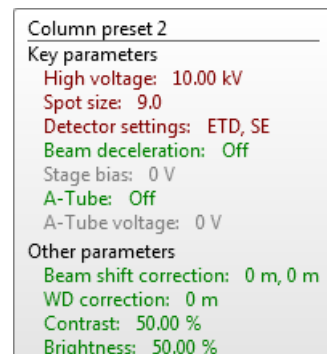 Column preset 2
Key parameters
High voltage: 10.00 kV
Spot size: 9.0
Detector settings: ETD, SE
Beam deceleration: Off
Stage bias: 0 V
A-Tube: Off
A-Tube voltage: 0 V
Other parameters
Beam shift correction: 0 m, 0 m
WD correction: 0 m
Contrast: 50.00 %
Brightness: 50.00 %